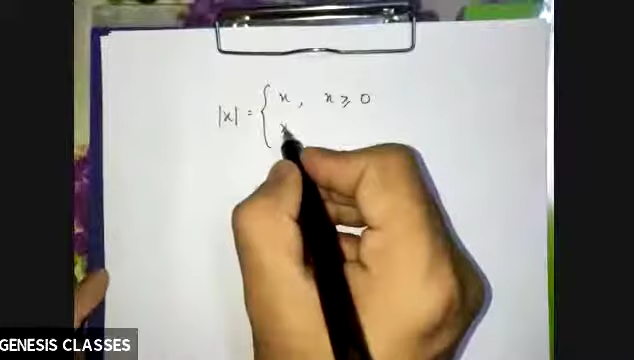 |x| = { x , x ≥ 0
x
GENESIS CLASSES